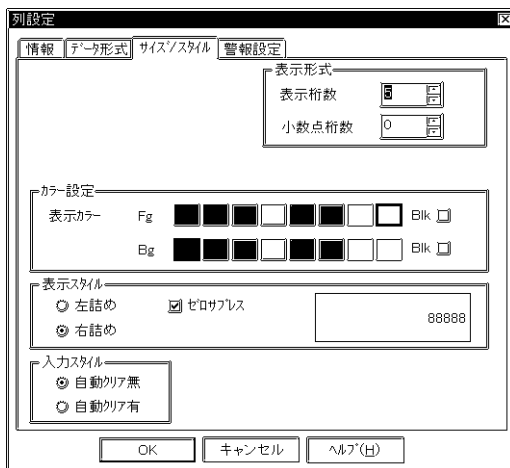 列設定
情報 データ形式 サイズ/スタイル 警報設定
表示形式
表示桁数 5
小数点桁数 0
カラー設定
表示カラー Fg Blk
Bg Blk
表示スタイル
左詰め ゼロサプレス
右詰め
88888
入力スタイル
自動クリア無
自動クリア有
OK キャンセル ヘルプ(H)